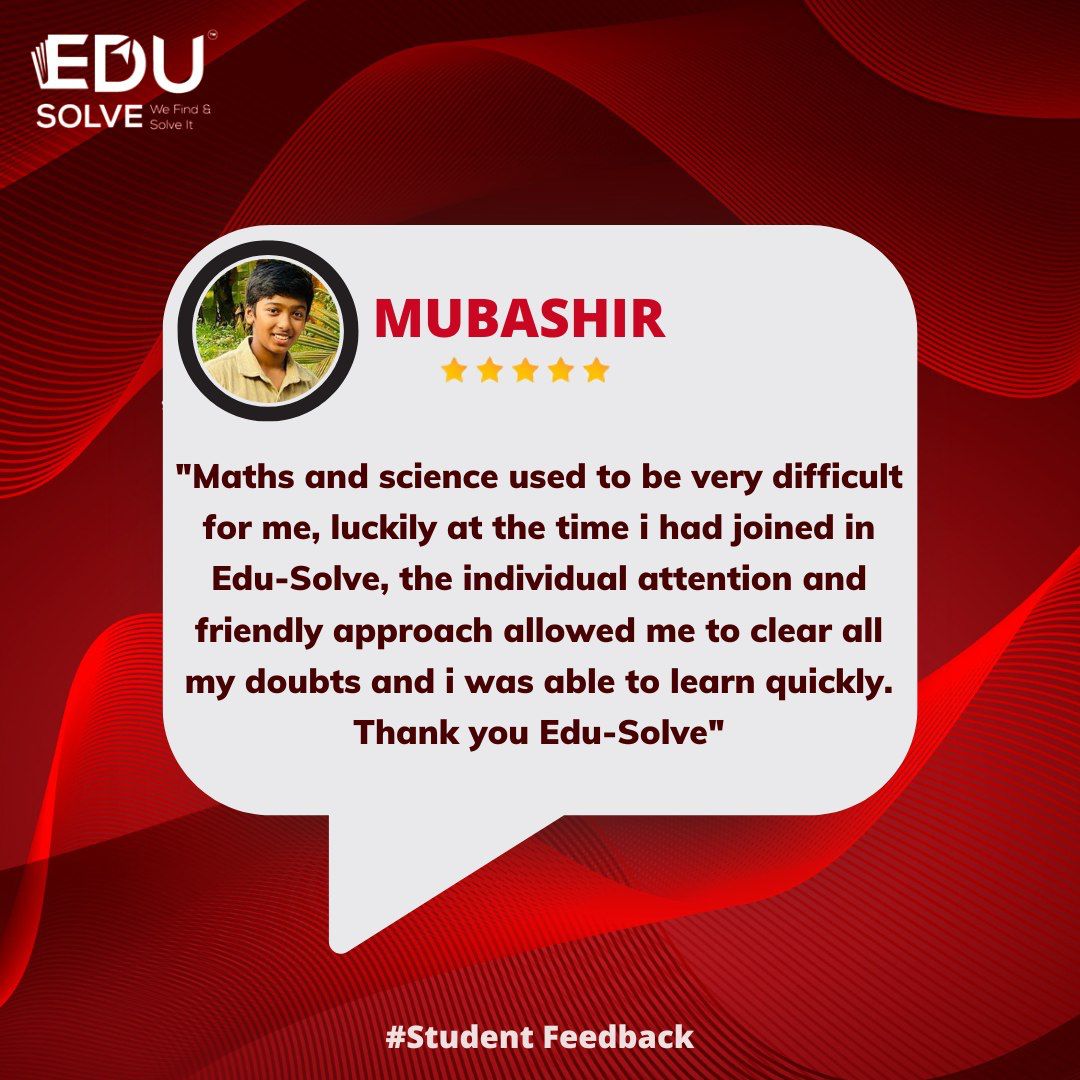 EDU™
SOLVE We Find &
Solve It
MUBASHIR
"Maths and science used to be very difficult
for me, luckily at the time i had joined in
Edu-Solve, the individual attention and
friendly approach allowed me to clear all
my doubts and i was able to learn quickly.
Thank you Edu-Solve"
#Student Feedback